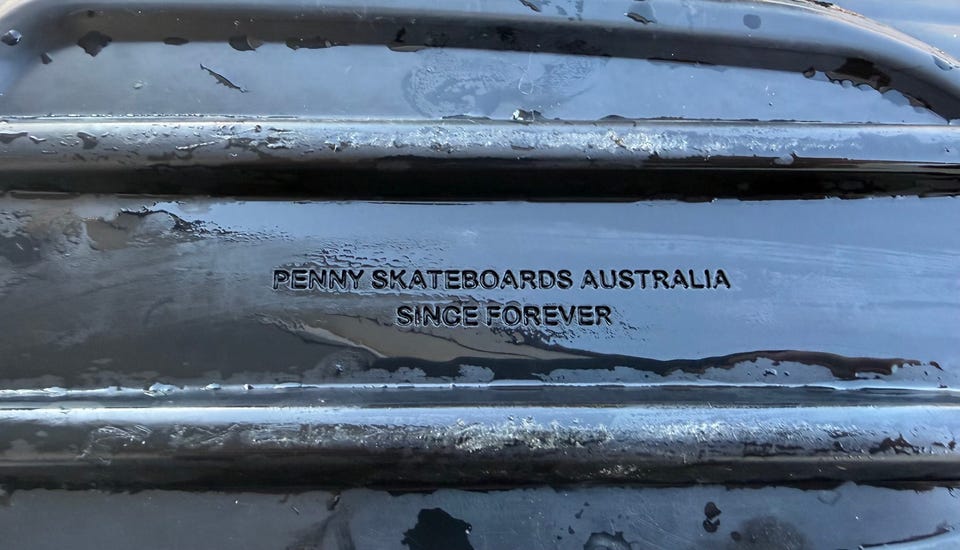 PENNY SKATEBOARDS AUSTRALIA
SINCE FOREVER